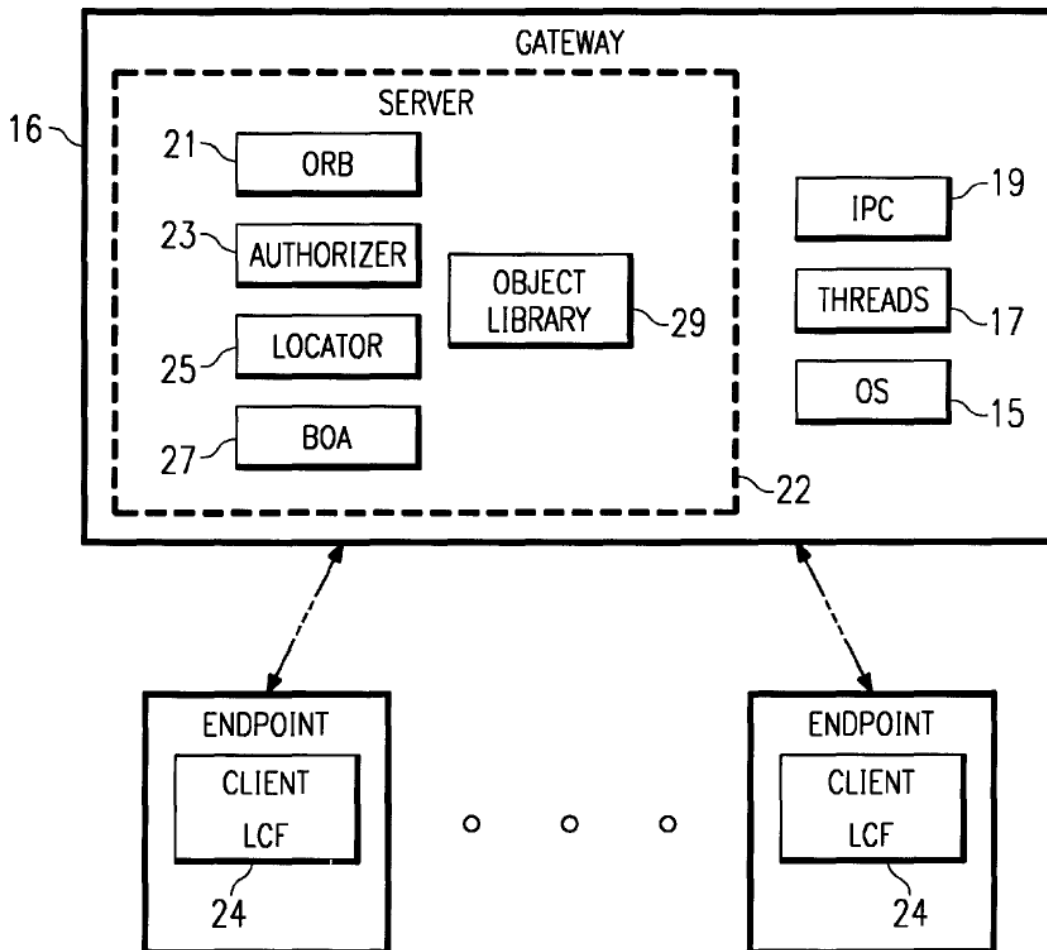 GATEWAY
SERVER
16
21
ORB
19
IPC
23
AUTHORIZER
OBJECT
LIBRARY
29
THREADS
17
25
LOCATOR
OS
15
27
BOA
22
ENDPOINT
CLIENT
LCF
24
ENDPOINT
CLIENT
LCF
24